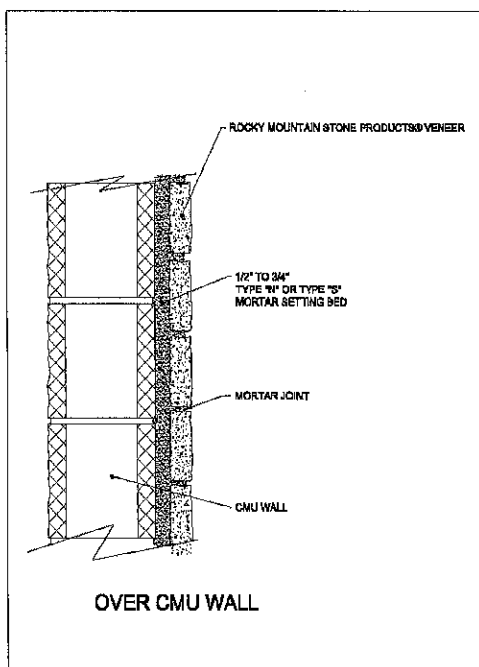 ROCKY MOUNTAIN STONE PRODUCTS® VENEER
1/2" TO 3/4"
TYPE "N" OR TYPE "S"
MORTAR SETTING BED
MORTAR JOINT
CMU WALL
OVER CMU WALL